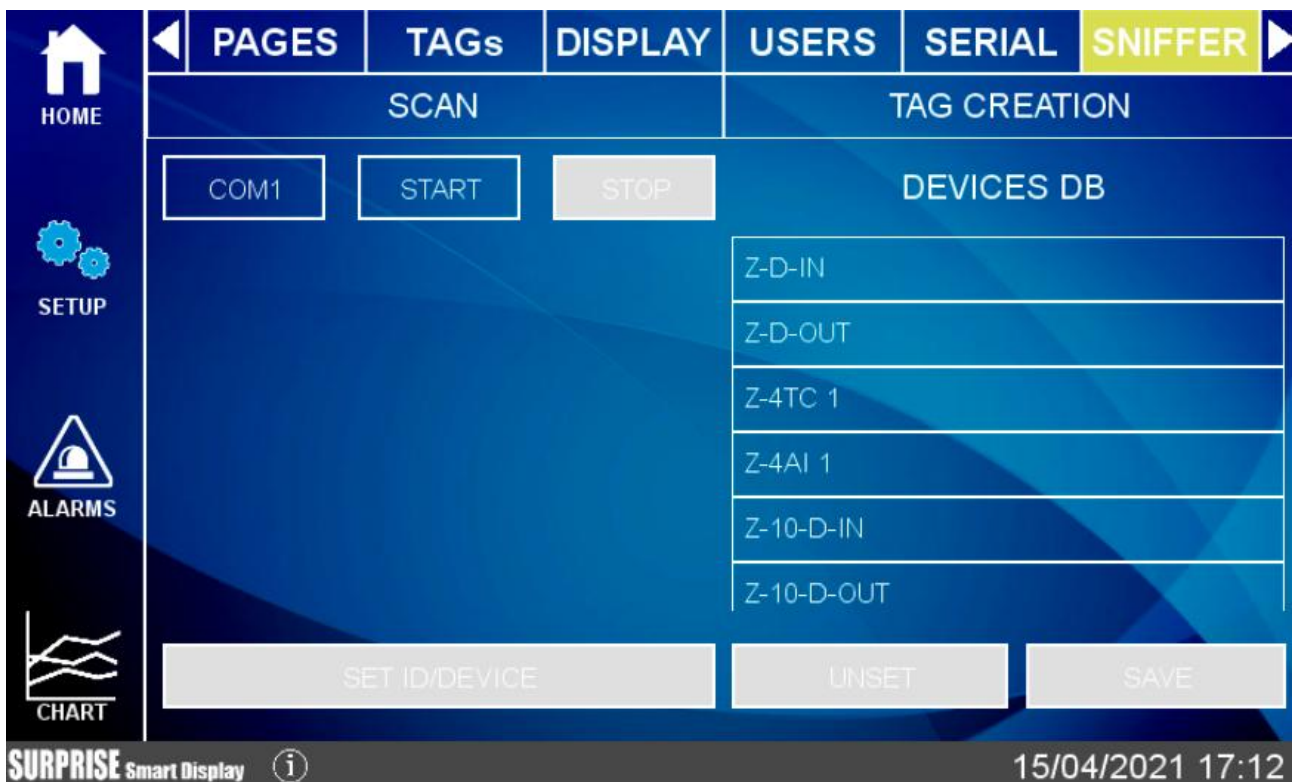 PAGES TAGs DISPLAY USERS SERIAL SNIFFER
HOME
SCAN TAG CREATION
COM1 START STOP
DEVICES DB
Z-D-IN
SETUP
Z-D-OUT
Z-4TC 1
Z-4AI 1
ALARMS
Z-10-D-IN
Z-10-D-OUT
SET ID/DEVICE UNSET SAVE
CHART
SURPRISE Smart Display i 15/04/2021 17:12